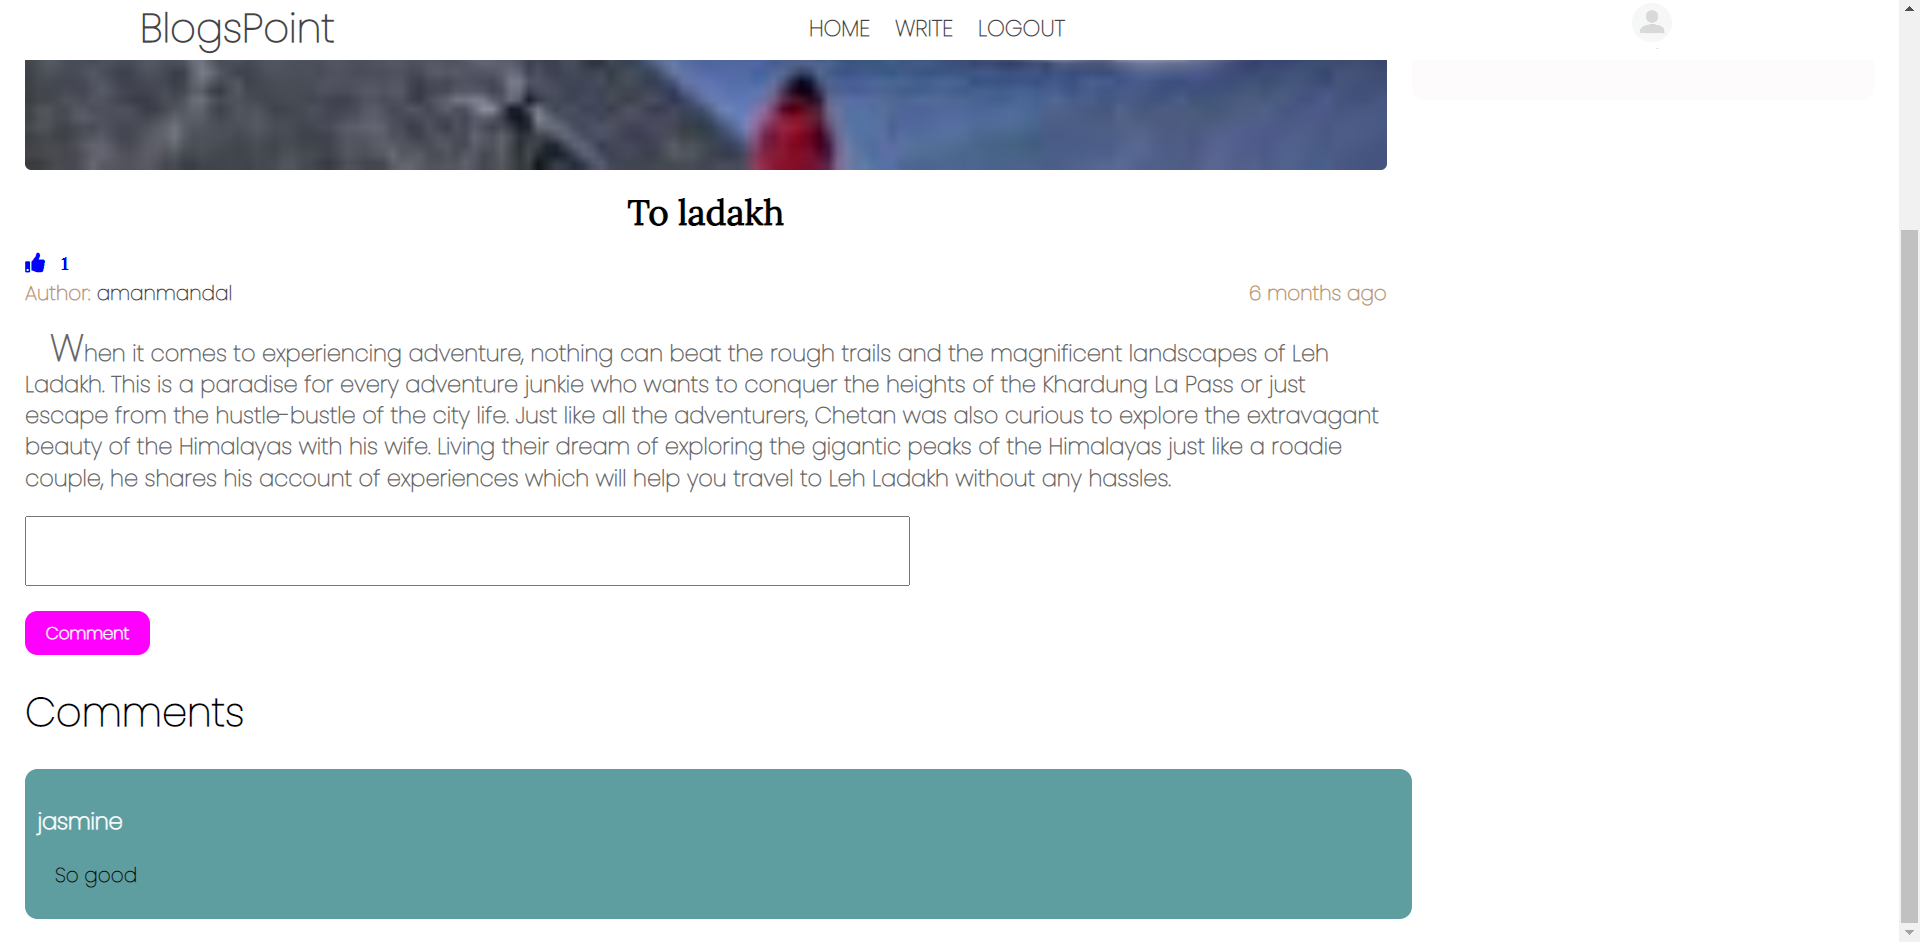 BlogsPoint HOME WRITE LOGOUT
To ladakh
1
Author: amanmandal 6 months ago
When it comes to experiencing adventure, nothing can beat the rough trails and the magnificent landscapes of Leh
Ladakh. This is a paradise for every adventure junkie who wants to conquer the heights of the Khardung La Pass or just
escape from the hustle-bustle of the city life. Just like all the adventurers, Chetan was also curious to explore the extravagant
beauty of the Himalayas with his wife. Living their dream of exploring the gigantic peaks of the Himalayas just like a roadie
couple, he shares his account of experiences which will help you travel to Leh Ladakh without any hassles.
Comment
Comments
jasmine
So good